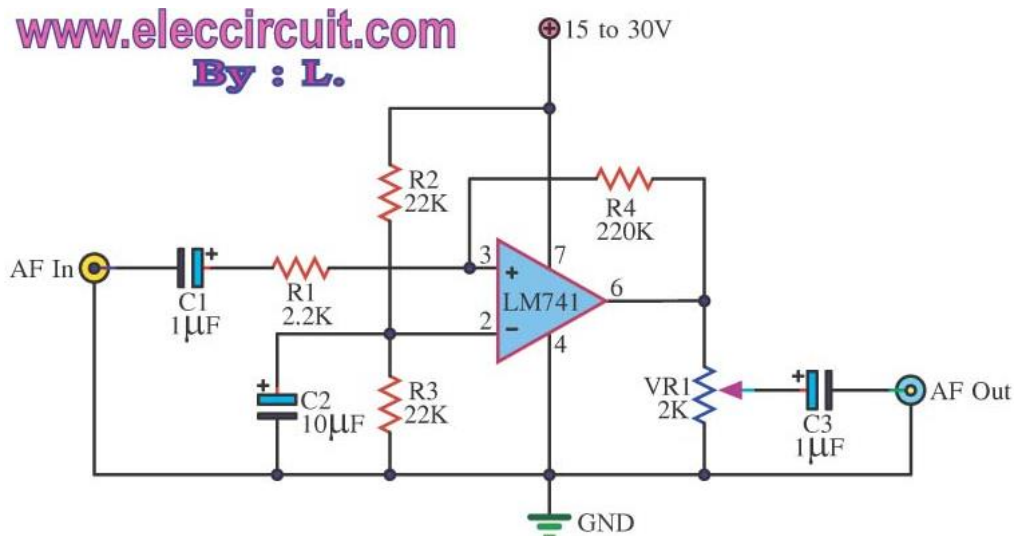 www.eleccircuit.com
By : L.
15 to 30V
R2
22K
R4
220K
AF In
C1
1µF
R1
2.2K
3
+
7
LM741
6
2
−
4
+
+
C2
10µF
R3
22K
VR1
2K
+
C3
1µF
AF Out
GND